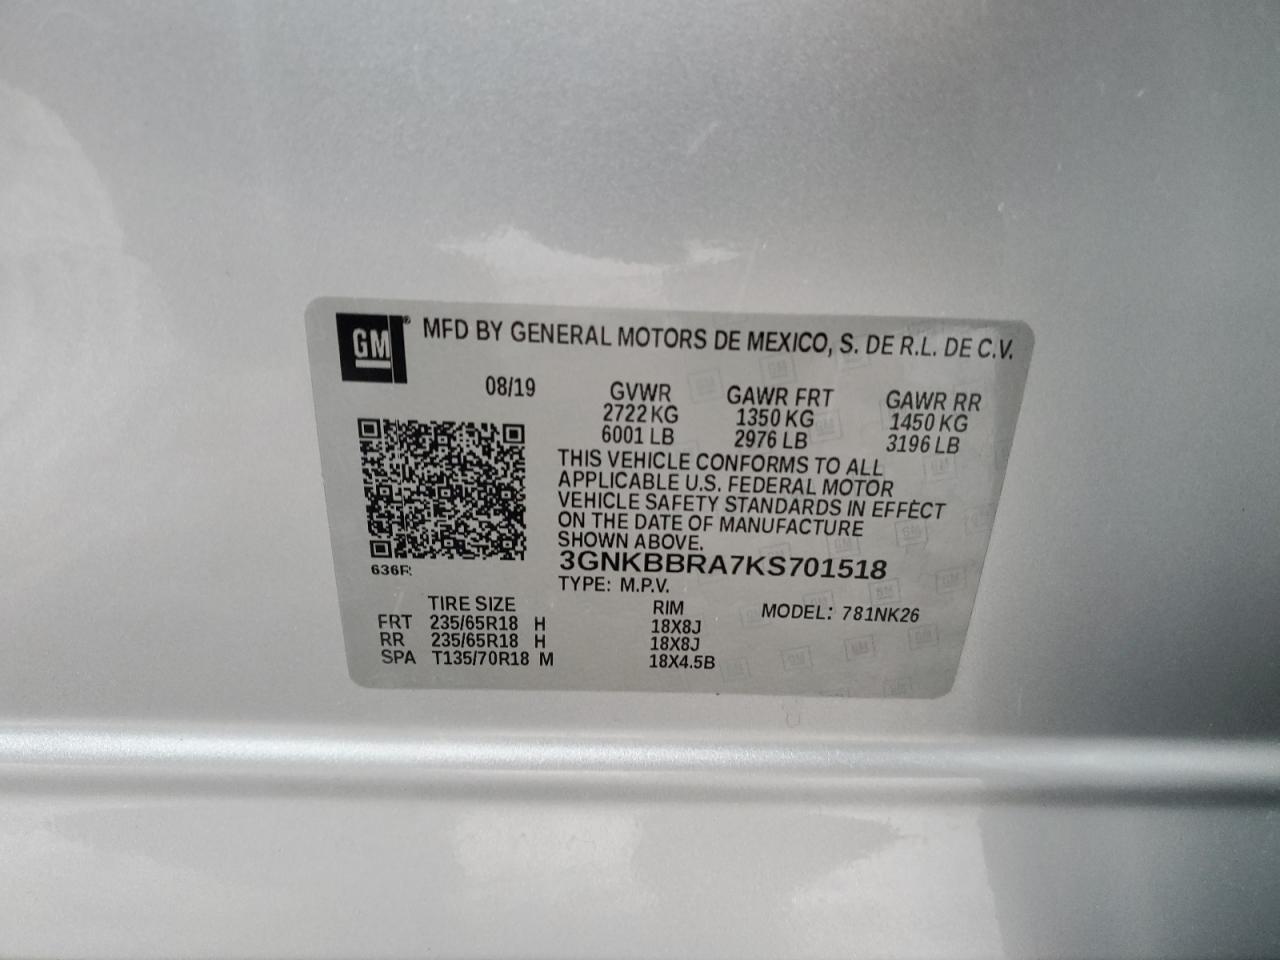 GM® MFD BY GENERAL MOTORS DE MEXICO, S. DE R.L. DE C.V.
08/19 GVWR GAWR FRT GAWR RR
2722 KG 1350 KG 1450 KG
6001 LB 2976 LB 3196 LB
THIS VEHICLE CONFORMS TO ALL
APPLICABLE U.S. FEDERAL MOTOR
VEHICLE SAFETY STANDARDS IN EFFECT
ON THE DATE OF MANUFACTURE
SHOWN ABOVE.
3GNKBBRA7KS701518
636R
TYPE: M.P.V.
TIRE SIZE RIM MODEL: 781NK26
FRT 235/65R18 H 18X8J
RR 235/65R18 H 18X8J
SPA T135/70R18 M 18X4.5B